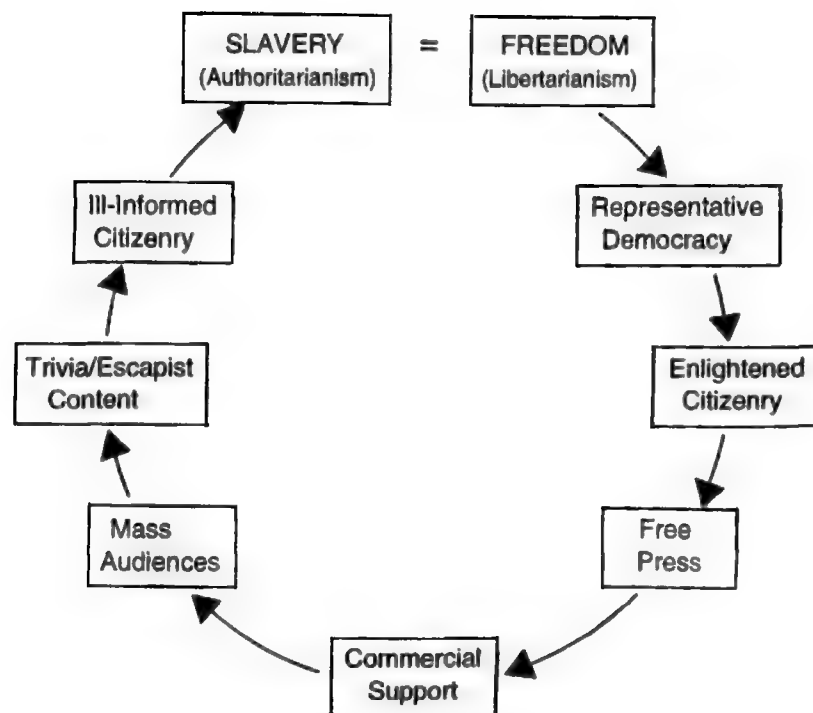 SLAVERY
(Authoritarianism)
=
FREEDOM
(Libertarianism)
Representative
Democracy
Enlightened
Citizenry
Free
Press
Commercial
Support
Mass
Audiences
Trivia/Escapist
Content
Ill-Informed
Citizenry